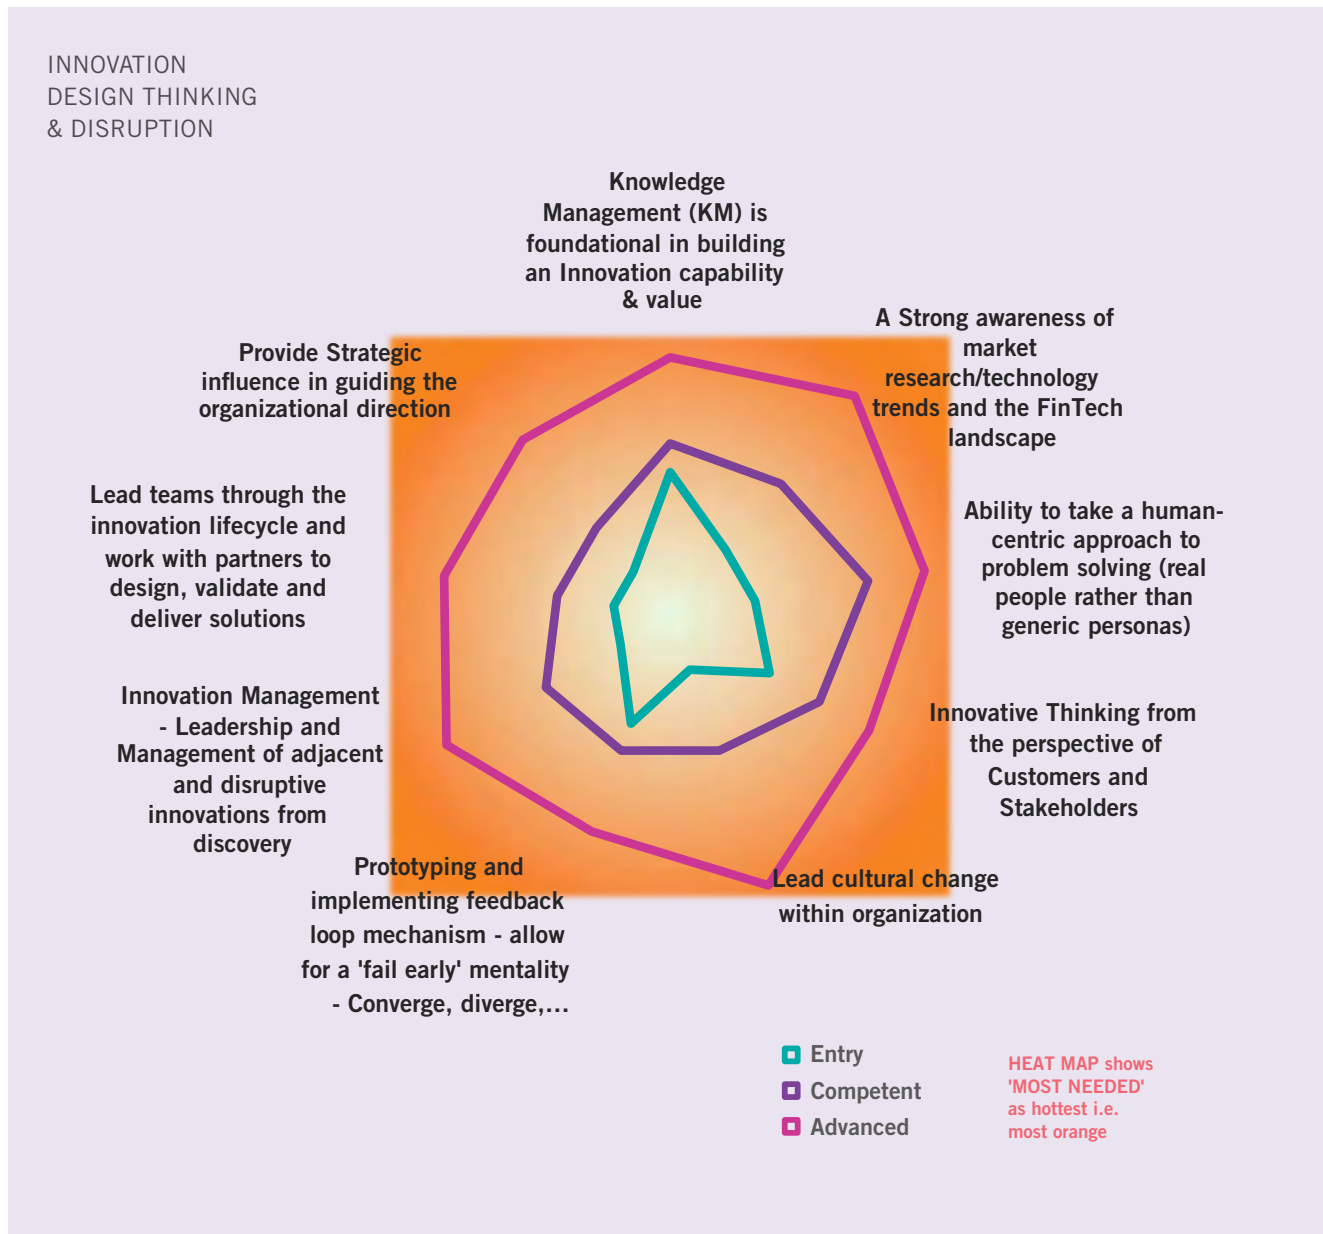 INNOVATION
DESIGN THINKING
& DISRUPTION
Knowledge
Management (KM) is
foundational in building
an Innovation capability
& value
A Strong awareness of
market
research/technology
trends and the FinTech
landscape
Ability to take a human-
centric approach to
problem solving (real
people rather than
generic personas)
Innovative Thinking from
the perspective of
Customers and
Stakeholders
Lead cultural change
within organization
Prototyping and
implementing feedback
loop mechanism - allow
for a 'fail early' mentality
- Converge, diverge,...
Innovation Management
- Leadership and
Management of adjacent
and disruptive
innovations from
discovery
Lead teams through the
innovation lifecycle and
work with partners to
design, validate and
deliver solutions
Provide Strategic
influence in guiding the
organizational direction
Entry
Competent
Advanced
HEAT MAP shows
'MOST NEEDED'
as hottest i.e.
most orange